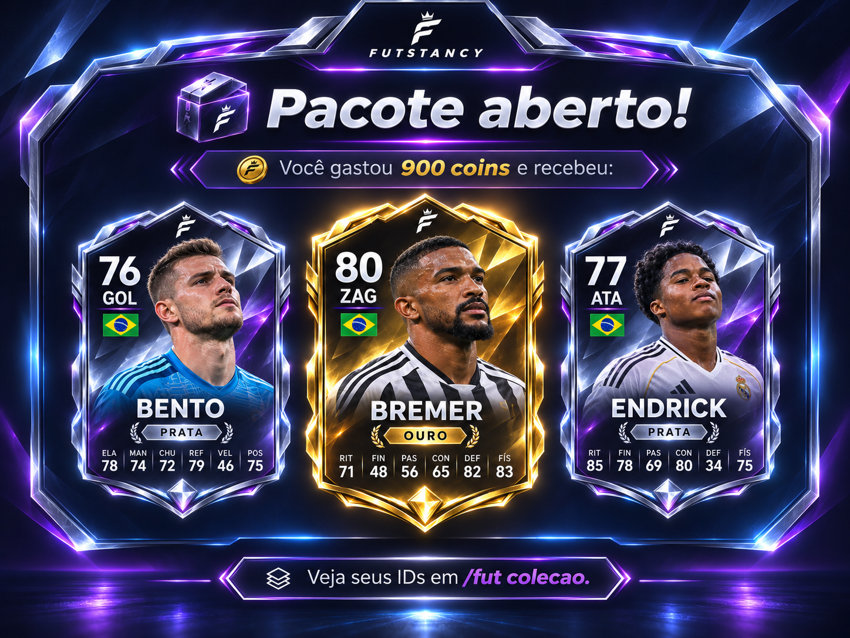 FUTSTANCY
Pacote aberto!
Você gastou 900 coins e recebeu:
76
GOL
BENTO
PRATA
ELA MAN CHU REF VEL POS
78 74 72 79 46 75
80
ZAG
BREMER
OURO
RIT FIN PAS CON DEF FÍS
71 48 56 65 82 83
77
ATA
ENDRICK
PRATA
RIT FIN PAS CON DEF FÍS
85 78 69 80 34 75
Veja seus IDs em /fut colecao.